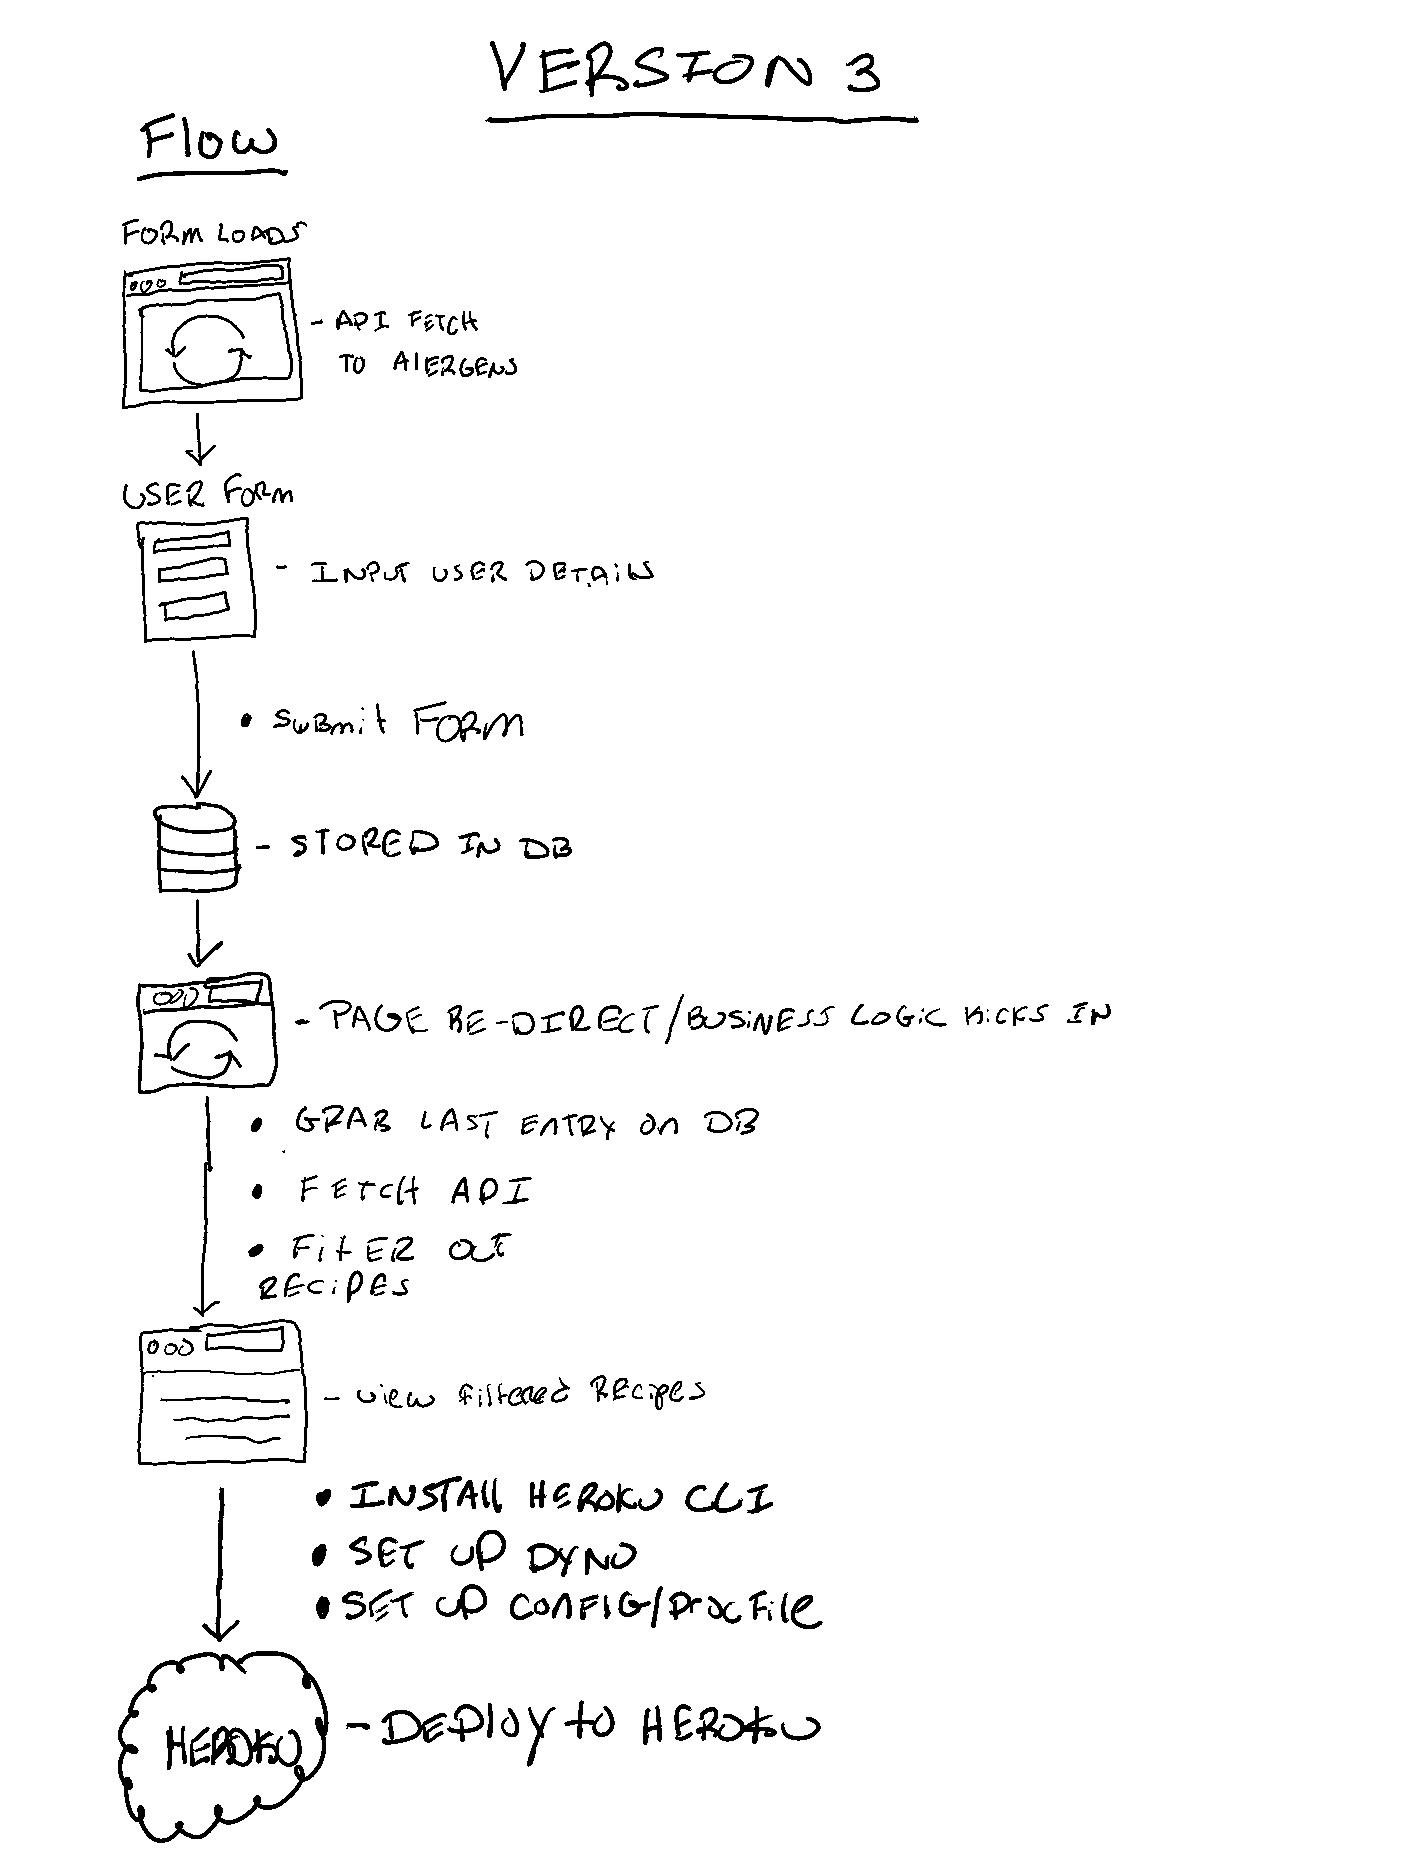 VERSION 3
Flow
FORM LOADS
- API FETCH
TO AlERGENS
USER FORM
- INPUT USER DETAILS
• submit FORM
- STORED IN DB
- PAGE RE-DIRECT/BUSINESS LOGIC KICKS IN
• GRAB LAST ENTRY ON DB
• FETCH API
• FilTER OUT
RECIPES
- view filtered RECipes
• INSTALL HEROKU CLI
• SET UP DYNO
• SET UP CONFIG/PROCFile
HEROKU
- DEPlOY to HEROKU